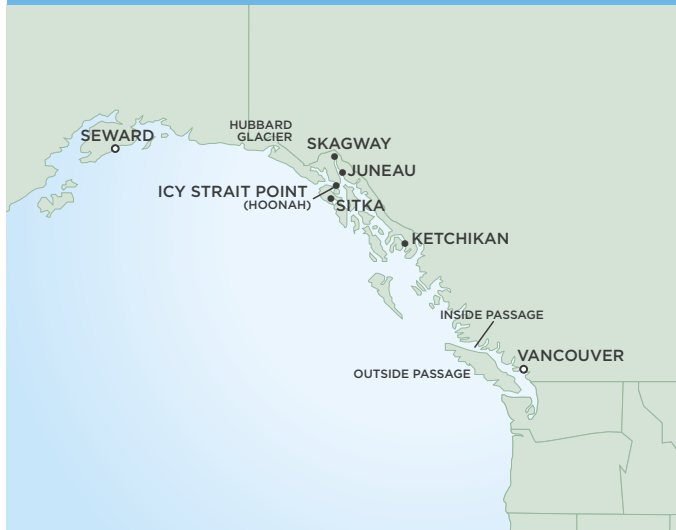 SEWARD
HUBBARD
GLACIER
SKAGWAY
JUNEAU
ICY STRAIT POINT
(HOONAH)
SITKA
KETCHIKAN
INSIDE PASSAGE
VANCOUVER
OUTSIDE PASSAGE